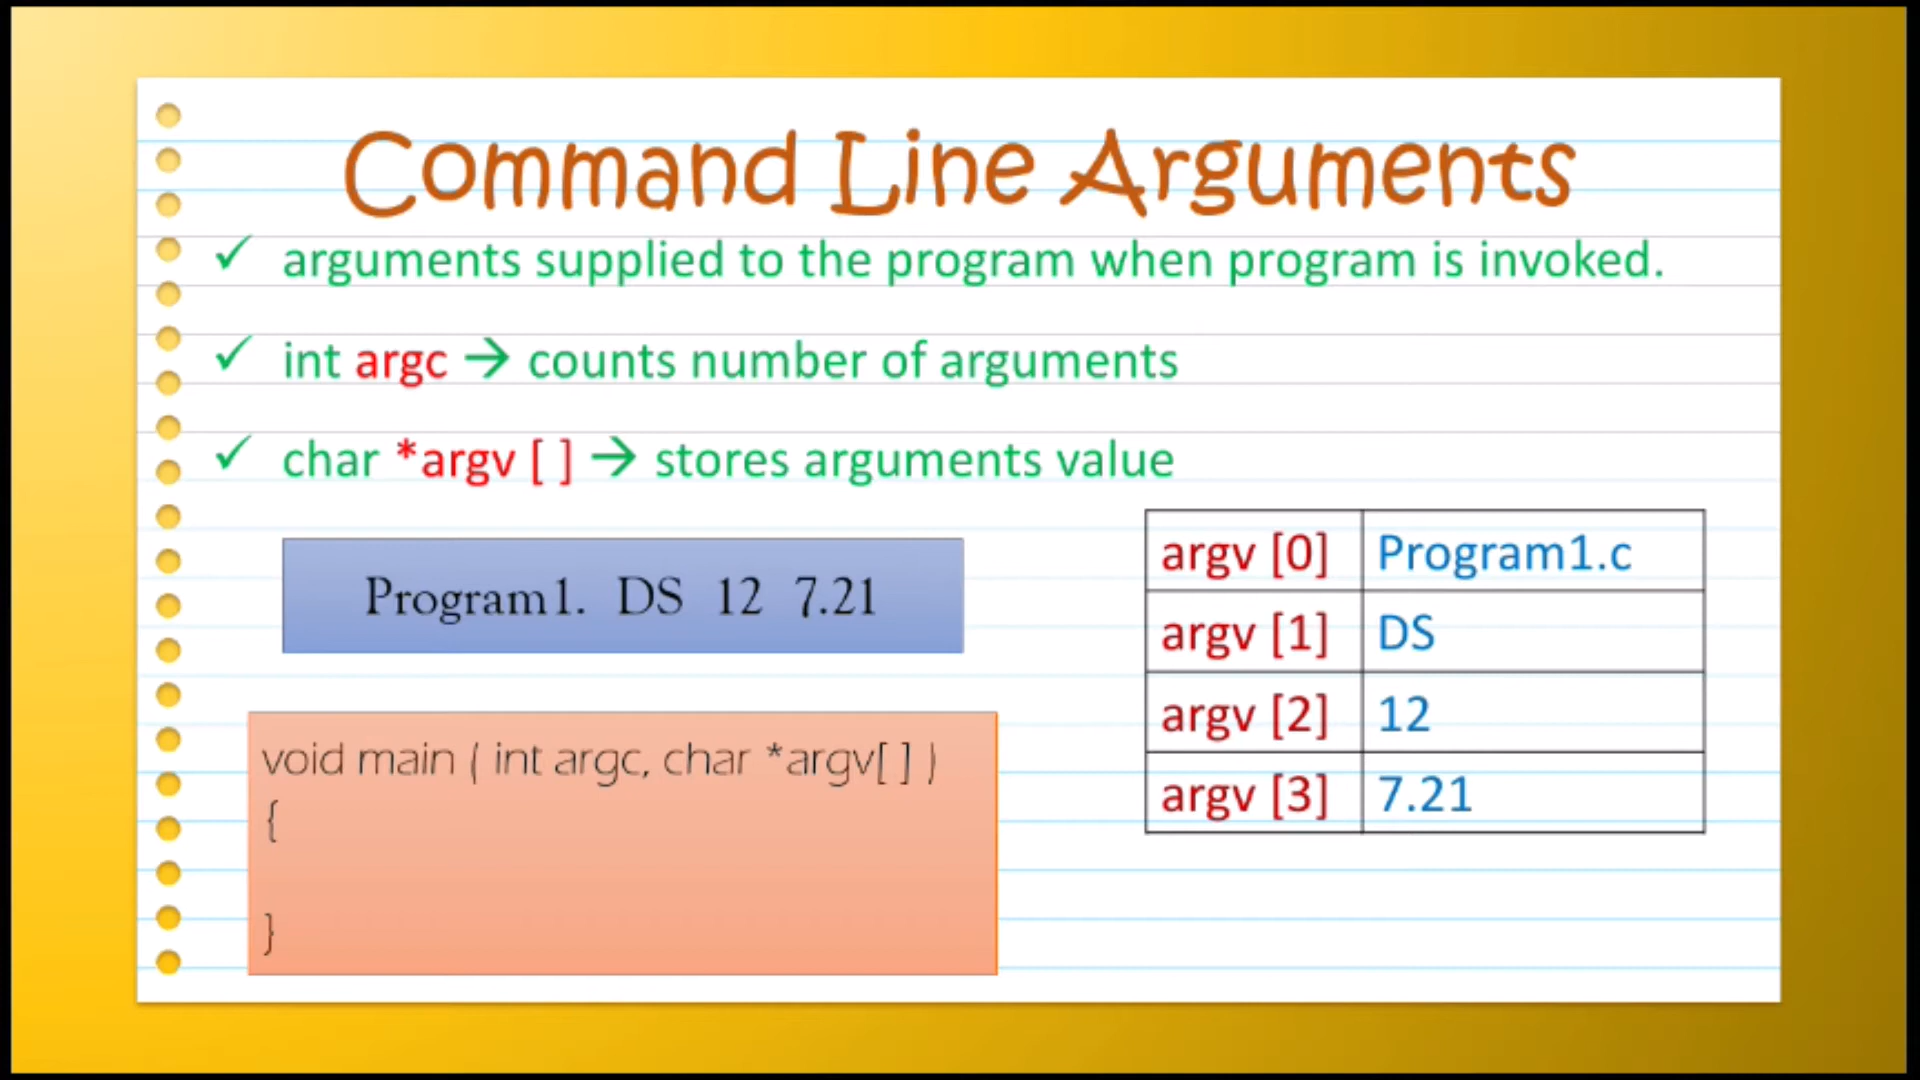 Command Line Arguments
✓ arguments supplied to the program when program is invoked.
✓ int argc → counts number of arguments
✓ char *argv [ ] → stores arguments value
Program1. DS 12 7.21
void main ( int argc, char *argv[ ] )
{
}
argv [0] Program1.c
argv [1] DS
argv [2] 12
argv [3] 7.21